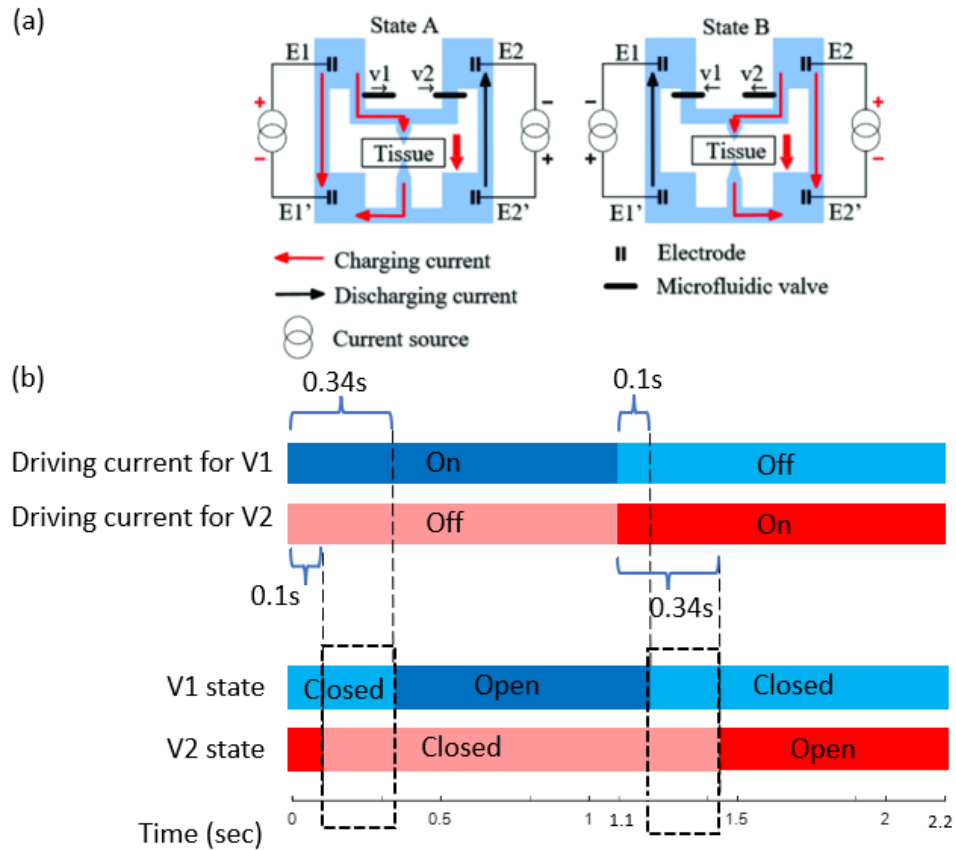 (a)
State A
State B
E1
E2
E1
E2
v1
v2
v1
v2
+
−
−
+
−
+
+
−
Tissue
Tissue
E1’
E2’
E1’
E2’
Charging current
Discharging current
Current source
Electrode
Microfluidic valve
(b)
0.34s
0.1s
Driving current for V1
On
Off
Driving current for V2
Off
On
0.1s
0.34s
V1 state
Closed
Open
Closed
V2 state
Closed
Open
0
0.5
1
1.1
1.5
2
2.2
Time (sec)